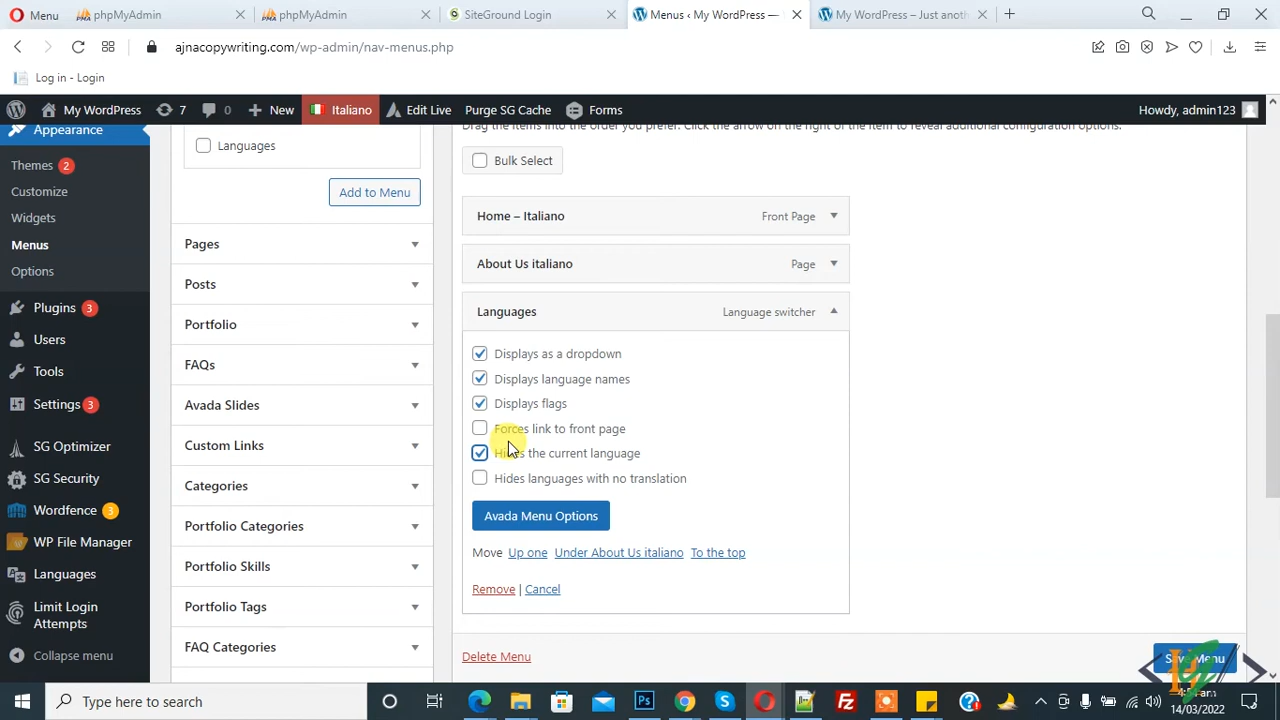 Menu
phpMyAdmin
phpMyAdmin
SiteGround Login
Menus ‹ My WordPress —
My WordPress – Just anoth
ajnacopywriting.com/wp-admin/nav-menus.php
Log in - Login
My WordPress
7
0
New
Italiano
Edit Live
Purge SG Cache
Forms
Howdy, admin123
Appearance
Themes 2
Customize
Widgets
Menus
Options
Plugins 3
Users
Tools
Settings 3
SG Optimizer
SG Security
Wordfence 3
WP File Manager
Languages
Limit Login
Attempts
Collapse menu
Languages
Add to Menu
Pages
Posts
Portfolio
FAQs
Avada Slides
Custom Links
Categories
Portfolio Categories
Portfolio Skills
Portfolio Tags
FAQ Categories
Drag the items into the order you prefer. Click the arrow on the right of the item to reveal additional configuration options.
Bulk Select
Home – Italiano Front Page
About Us italiano Page
Languages Language switcher
Displays as a dropdown
Displays language names
Displays flags
Forces link to front page
Hides the current language
Hides languages with no translation
Avada Menu Options
Move Up one Under About Us italiano To the top
Remove | Cancel
Delete Menu
Save Menu
Type here to search
14/03/2022